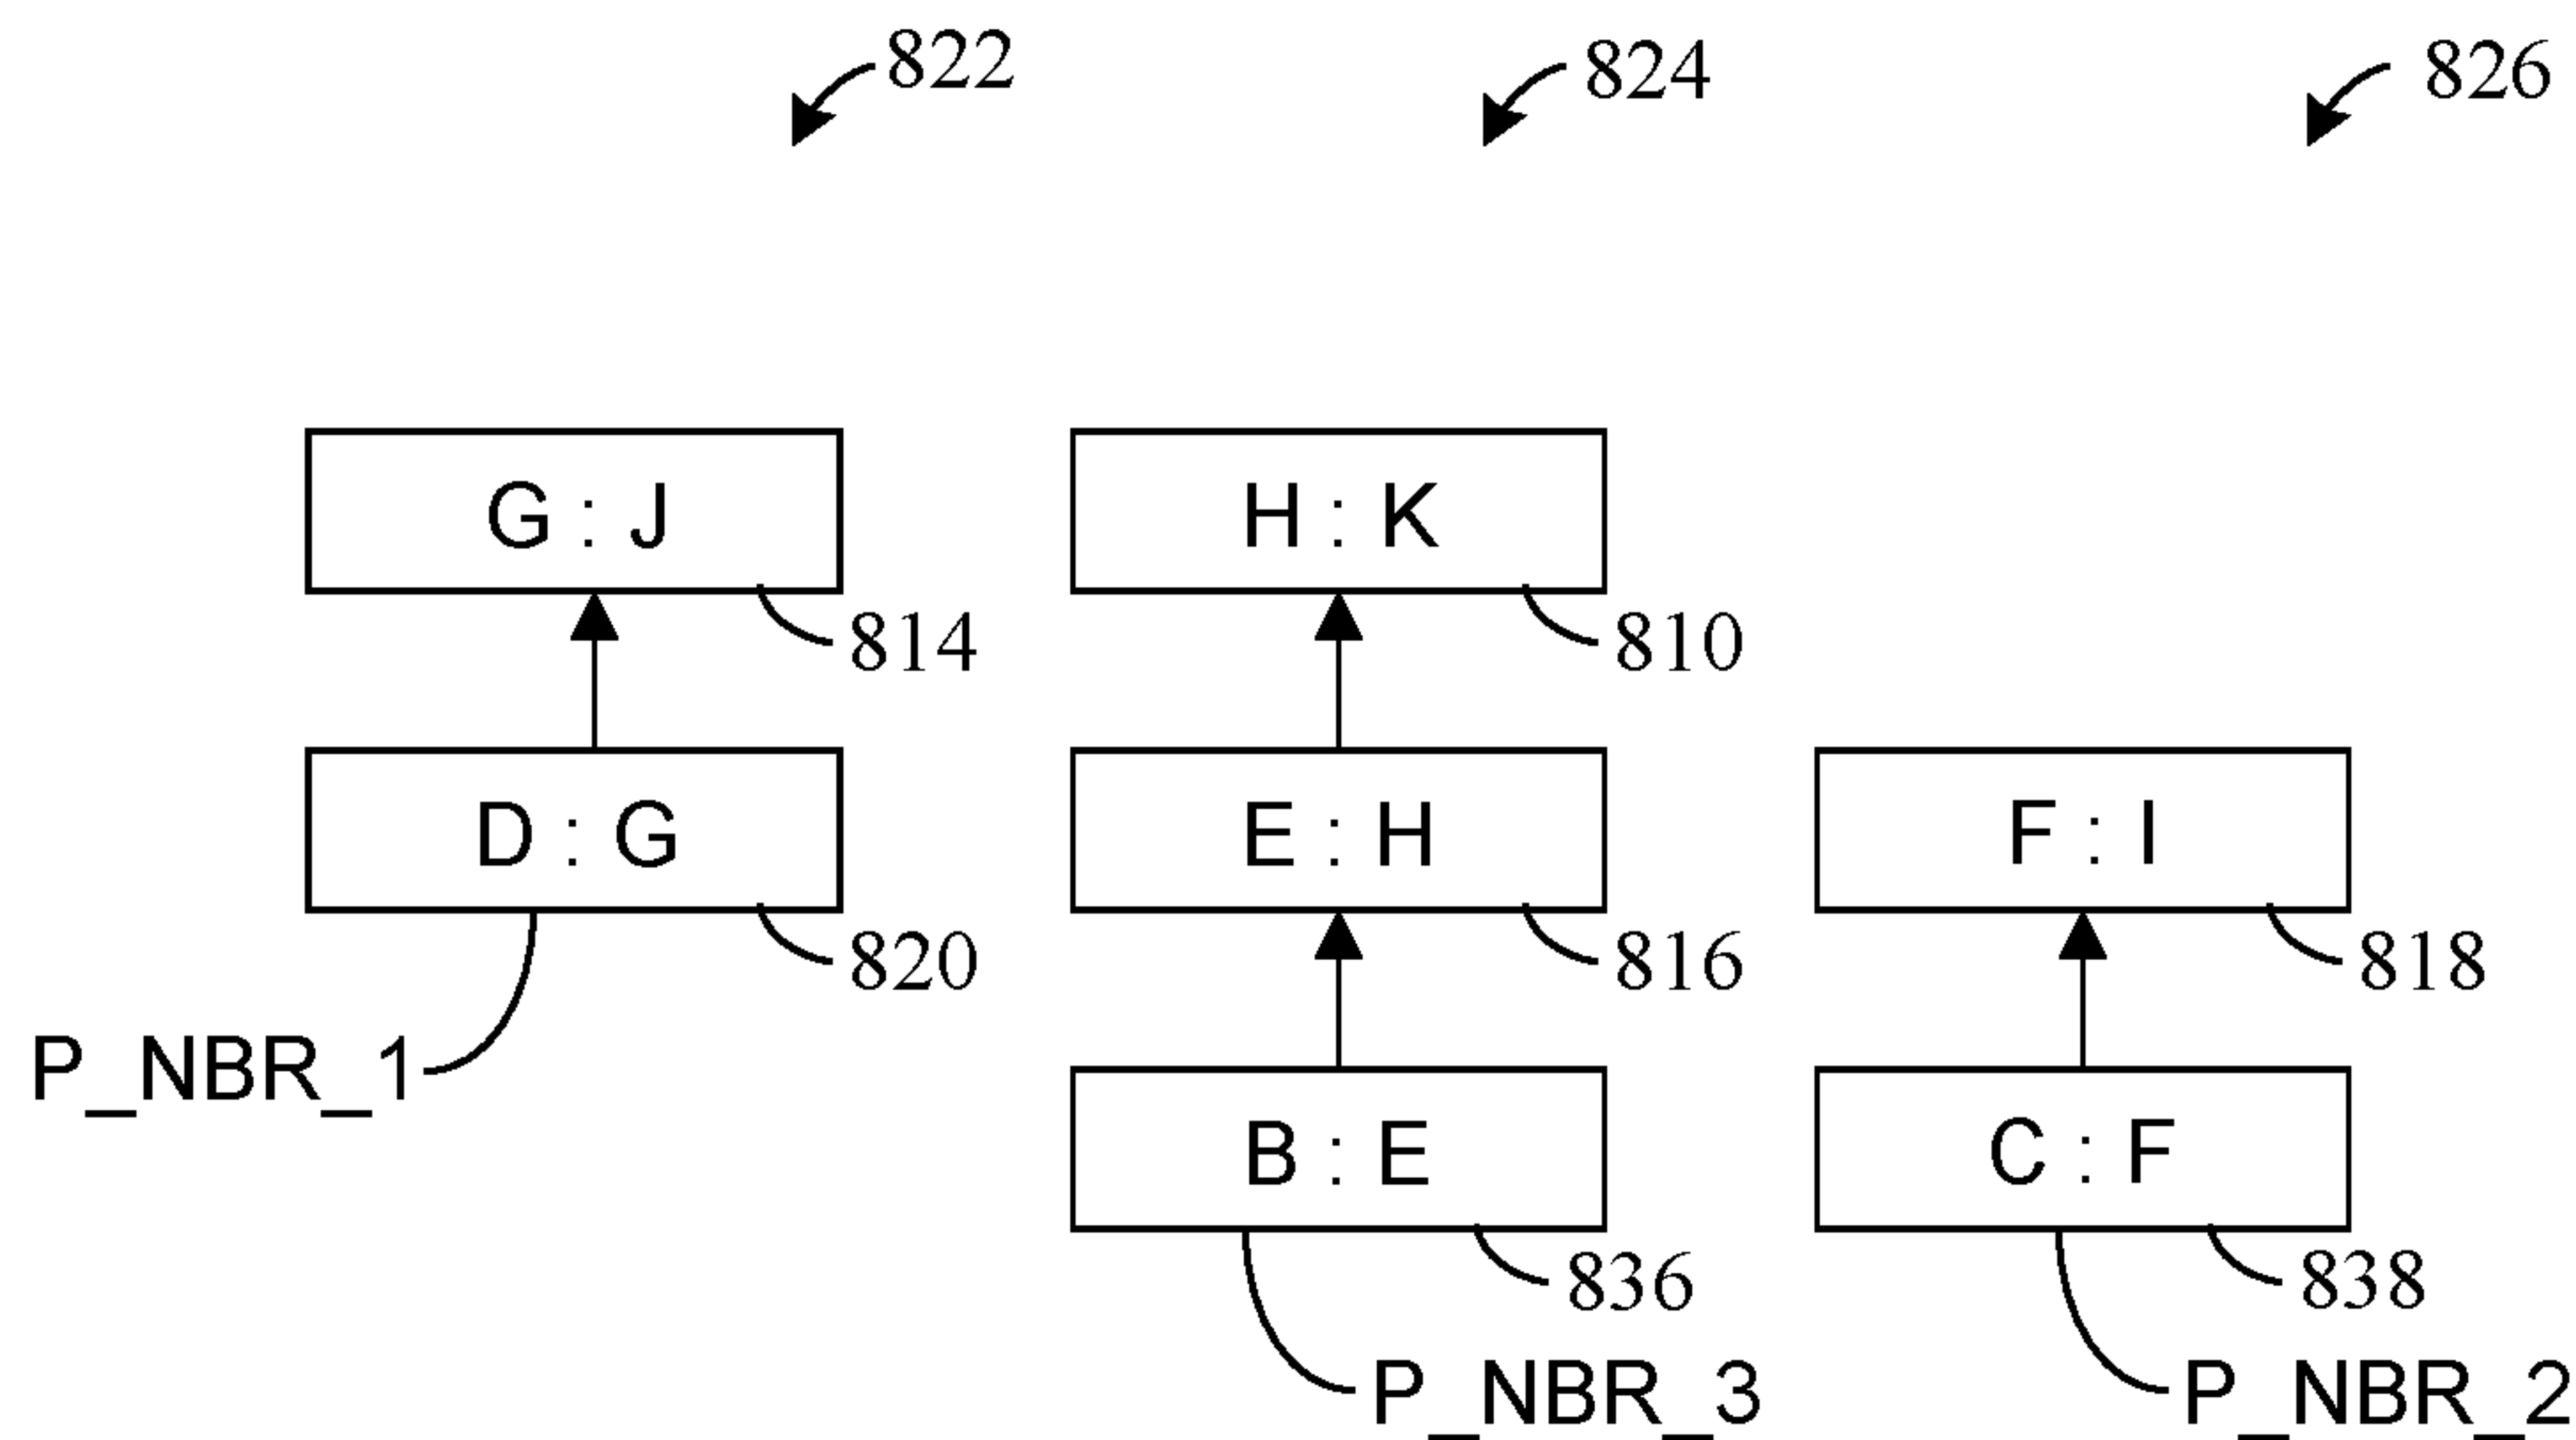 822 824 826
G : J H : K
814 810
D : G E : H F : I
820 816 818
P_NBR_1
B : E C : F
836 838
P_NBR_3 P_NBR_2